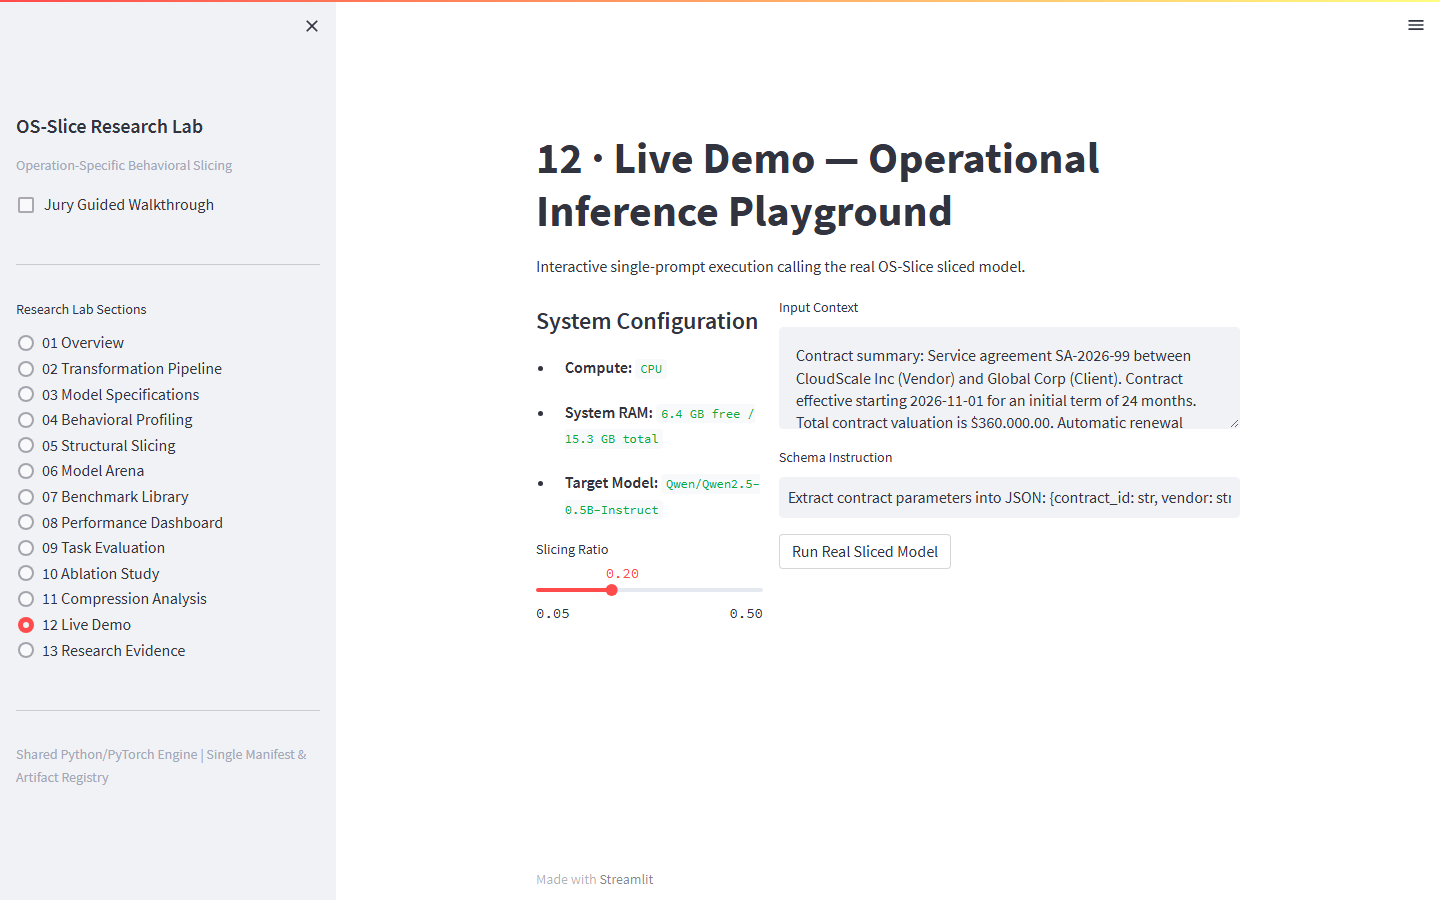 OS-Slice Research Lab
Operation-Specific Behavioral Slicing
Jury Guided Walkthrough
Research Lab Sections
01 Overview
02 Transformation Pipeline
03 Model Specifications
04 Behavioral Profiling
05 Structural Slicing
06 Model Arena
07 Benchmark Library
08 Performance Dashboard
09 Task Evaluation
10 Ablation Study
11 Compression Analysis
12 Live Demo
13 Research Evidence
Shared Python/PyTorch Engine | Single Manifest &
Artifact Registry
12 · Live Demo — Operational
Inference Playground
Interactive single-prompt execution calling the real OS-Slice sliced model.
System Configuration
• Compute: CPU
• System RAM: 6.4 GB free /
15.3 GB total
• Target Model: Qwen/Qwen2.5-
0.5B-Instruct
Slicing Ratio
0.20
0.05 0.50
Input Context
Contract summary: Service agreement SA-2026-99 between
CloudScale Inc (Vendor) and Global Corp (Client). Contract
effective starting 2026-11-01 for an initial term of 24 months.
Total contract valuation is $360,000.00. Automatic renewal
Schema Instruction
Extract contract parameters into JSON: {contract_id: str, vendor: str
Run Real Sliced Model
Made with Streamlit